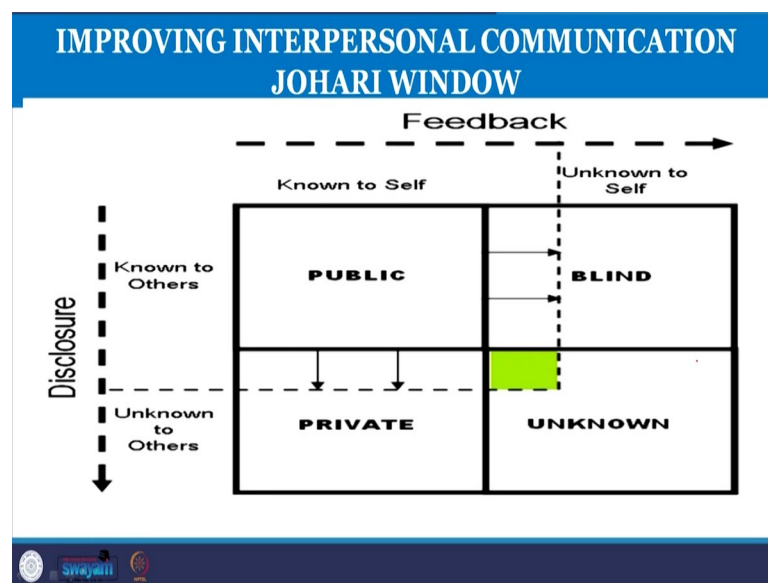 IMPROVING INTERPERSONAL COMMUNICATION
JOHARI WINDOW
Feedback
Known to Self
Unknown to
Self
Disclosure
Known to
Others
PUBLIC
BLIND
Unknown
to
Others
PRIVATE
UNKNOWN
swayam